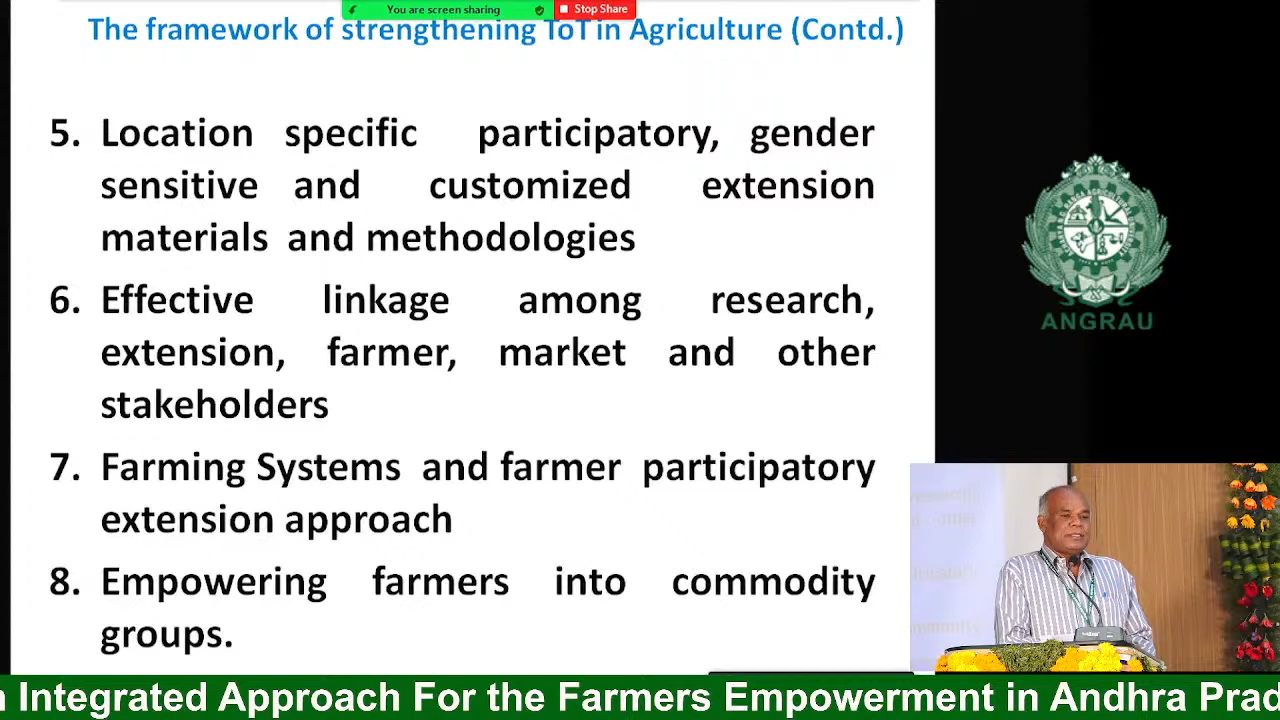 You are screen sharing
Stop Share
The framework of strengthening ToT in Agriculture (Contd.)
5. Location specific participatory, gender
sensitive and customized extension
materials and methodologies
6. Effective linkage among research,
extension, farmer, market and other
stakeholders
7. Farming Systems and farmer participatory
extension approach
8. Empowering farmers into commodity
groups.
ANGRAU
n Integrated Approach For the Farmers Empowerment in Andhra Prad